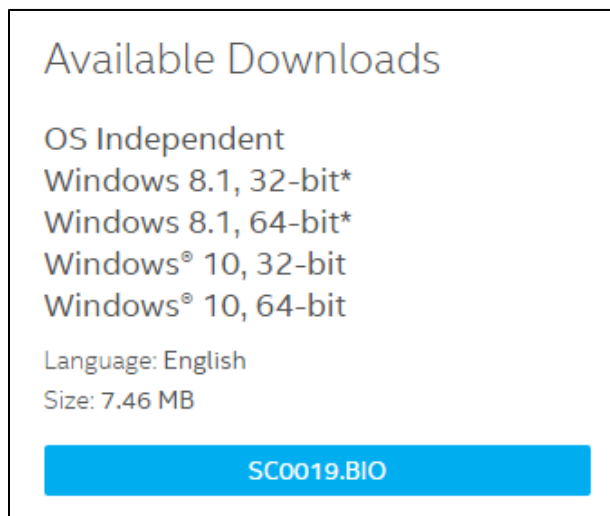 Available Downloads
OS Independent
Windows 8.1, 32-bit*
Windows 8.1, 64-bit*
Windows® 10, 32-bit
Windows® 10, 64-bit
Language: English
Size: 7.46 MB
SC0019.BIO